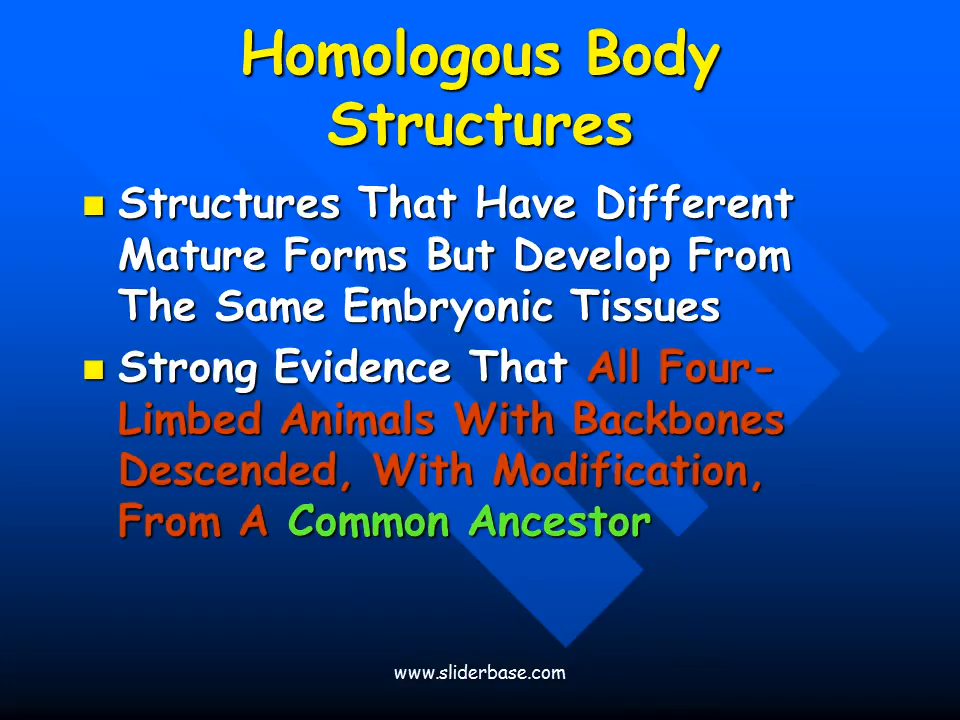 Homologous Body
Structures
Structures That Have Different
Mature Forms But Develop From
The Same Embryonic Tissues
Strong Evidence That All Four-
Limbed Animals With Backbones
Descended, With Modification,
From A Common Ancestor
www.sliderbase.com